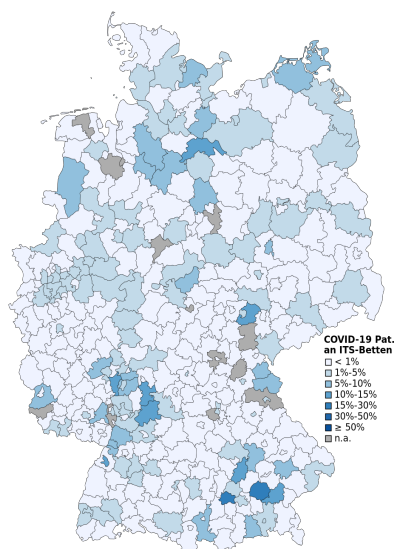 COVID-19 Pat.
an ITS-Betten
< 1%
1%-5%
5%-10%
10%-15%
15%-30%
30%-50%
≥ 50%
n.a.